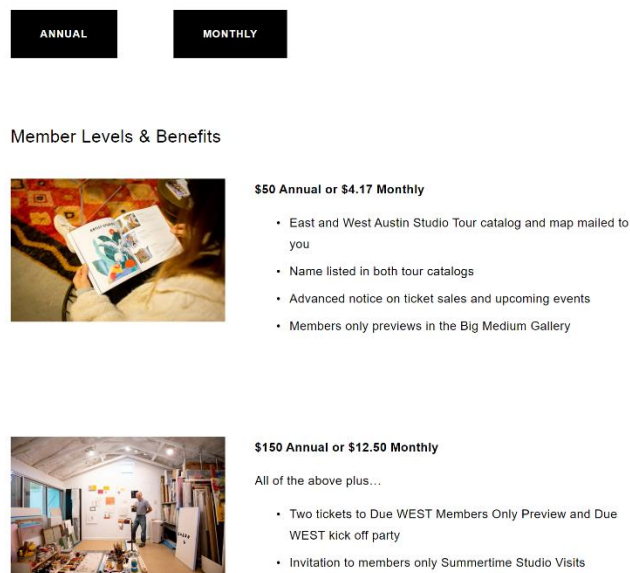 ANNUAL
MONTHLY
Member Levels & Benefits
$50 Annual or $4.17 Monthly
• East and West Austin Studio Tour catalog and map mailed to
you
• Name listed in both tour catalogs
• Advanced notice on ticket sales and upcoming events
• Members only previews in the Big Medium Gallery
$150 Annual or $12.50 Monthly
All of the above plus…
• Two tickets to Due WEST Members Only Preview and Due
WEST kick off party
• Invitation to members only Summertime Studio Visits